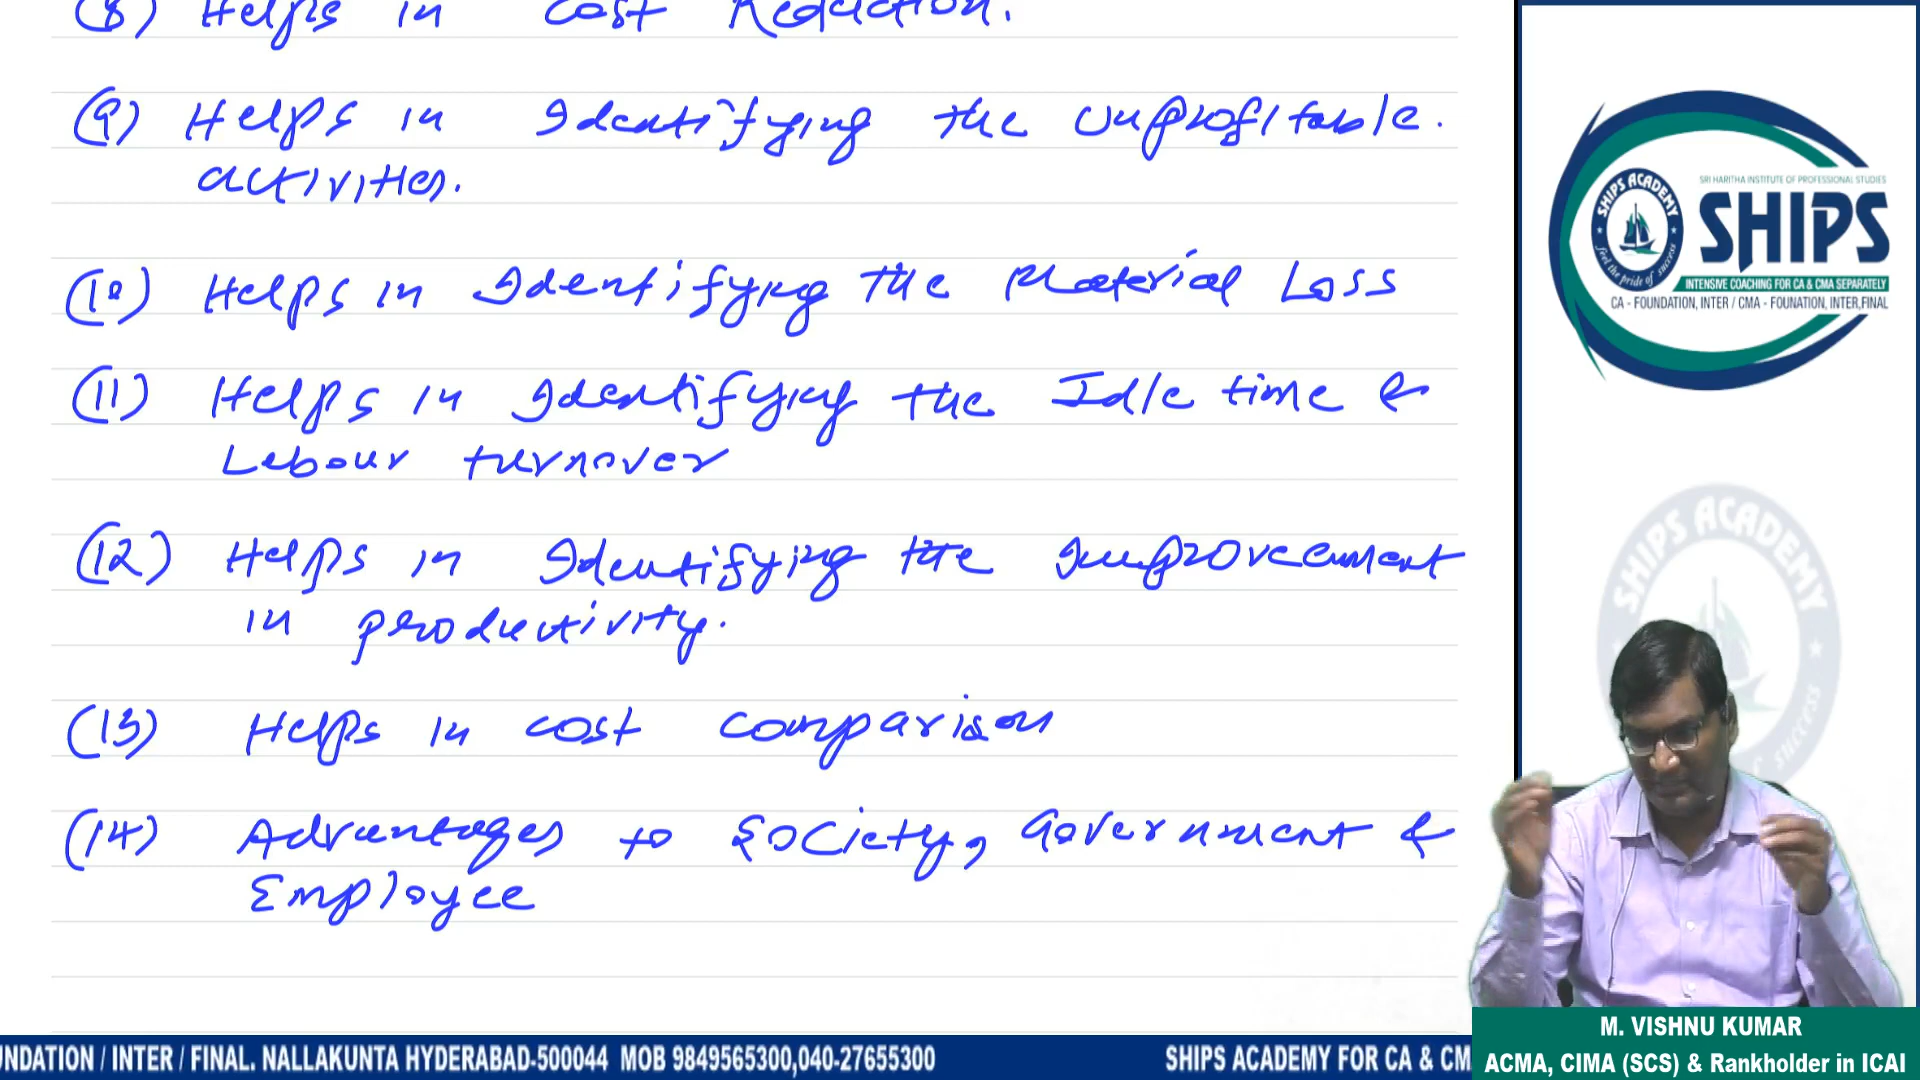 (8) Helps in Cost Reduction.
(9) Helps in Identifying the unprofitable.
activities.
(10) Helps in Identifying the Material Loss
(11) Helps in Identifying the Idle time &
Labour turnover
(12) Helps in Identifying the Improvement
in productivity.
(13) Helps in cost comparison
(14) Advantages to Society, Government &
Employee
SRI HARITHA INSTITUTE OF PROFESSIONAL STUDIES
SHIPS ACADEMY
feel the pride of success
SHIPS
INTENSIVE COACHING FOR CA & CMA SEPARATELY
CA - FOUNDATION, INTER / CMA - FOUNATION, INTER,FINAL
SHIPS ACADEMY
success
M. VISHNU KUMAR
ACMA, CIMA (SCS) & Rankholder in ICAI
UNDATION / INTER / FINAL. NALLAKUNTA HYDERABAD-500044 MOB 9849565300,040-27655300
SHIPS ACADEMY FOR CA & CM